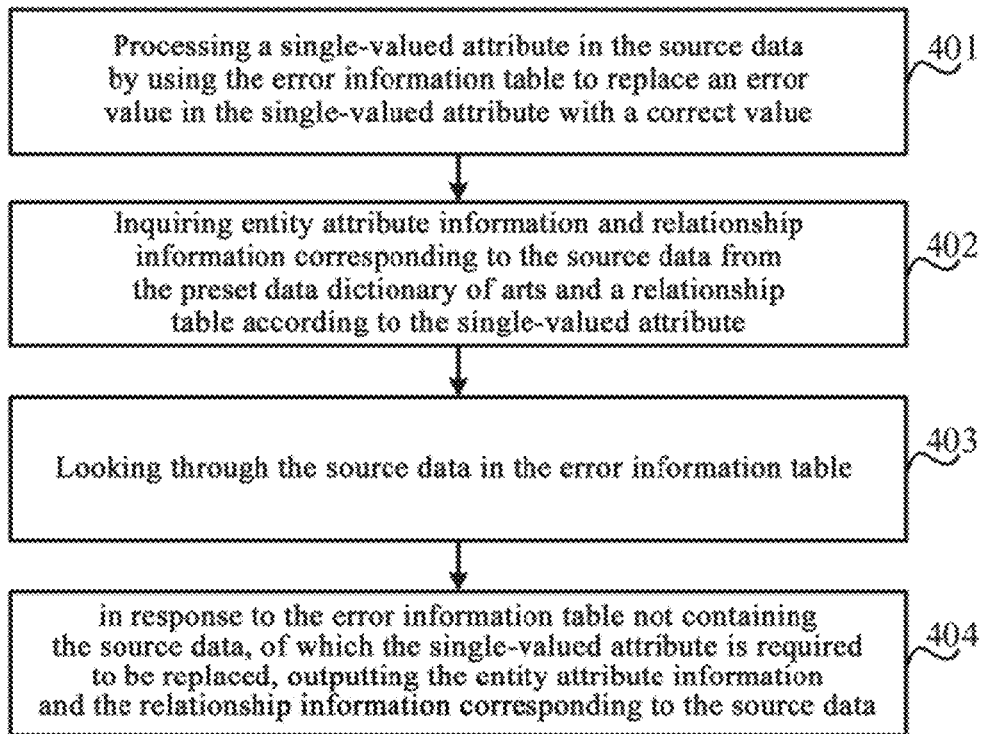 Processing a single-valued attribute in the source data
by using the error information table to replace an error
value in the single-valued attribute with a correct value
401
Inquiring entity attribute information and relationship
information corresponding to the source data from
the preset data dictionary of arts and a relationship
table according to the single-valued attribute
402
Looking through the source data in the error information table
403
in response to the error information table not containing
the source data, of which the single-valued attribute is required
to be replaced, outputting the entity attribute information
and the relationship information corresponding to the source data
404